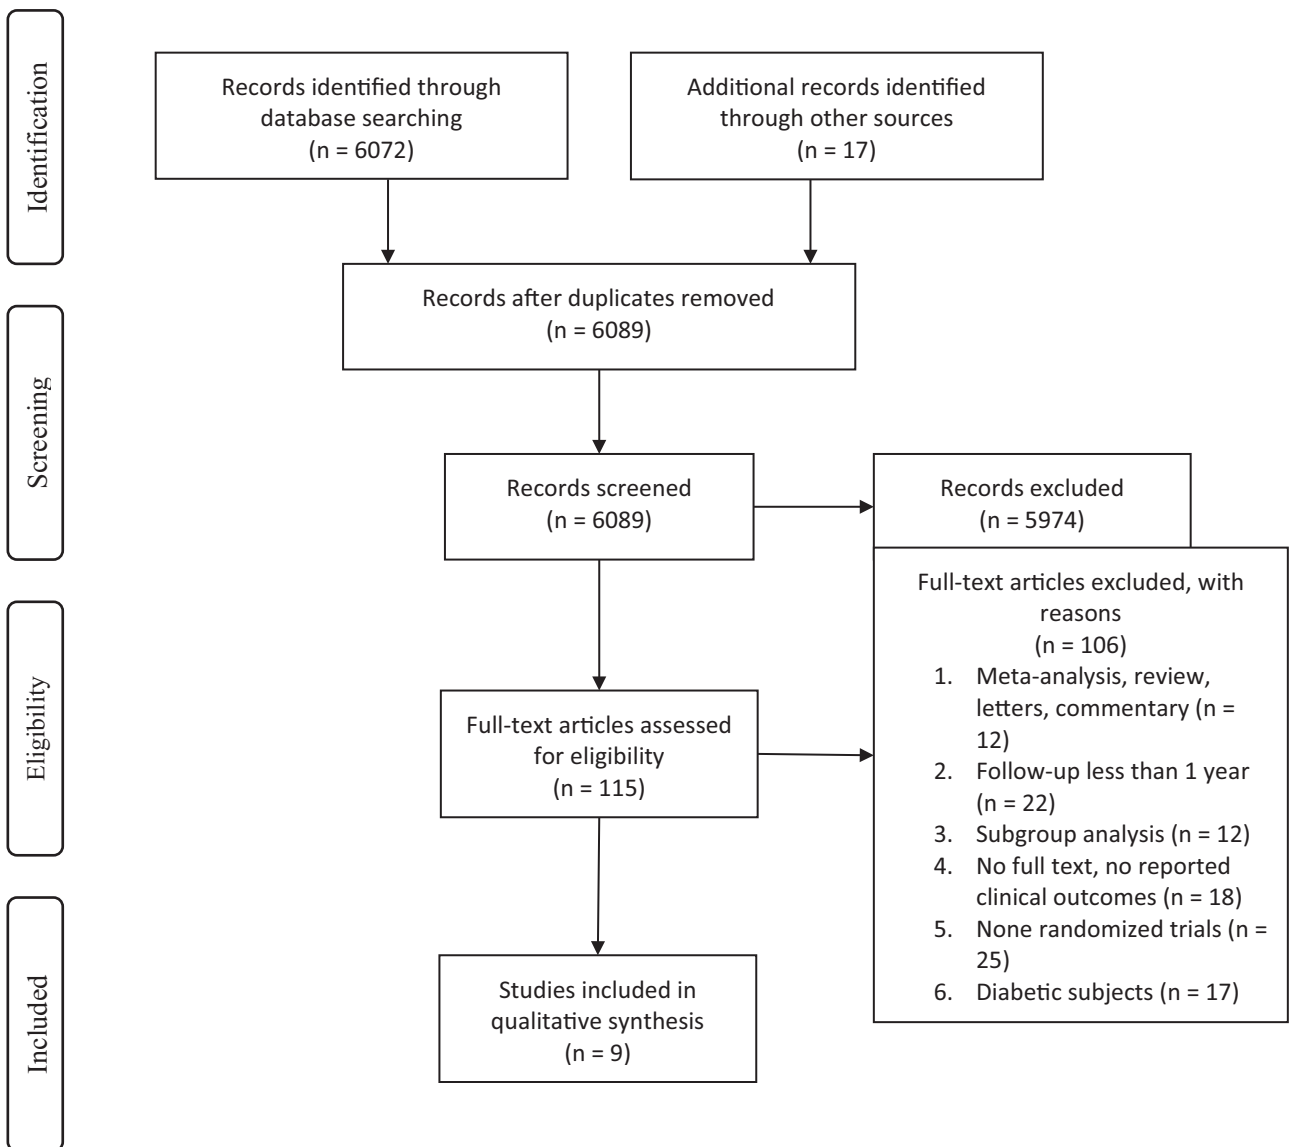 Identification
Records identified through
database searching
(n = 6072)
Additional records identified
through other sources
(n = 17)
Records after duplicates removed
(n = 6089)
Screening
Records screened
(n = 6089)
Records excluded
(n = 5974)
Eligibility
Full-text articles assessed
for eligibility
(n = 115)
Full-text articles excluded, with
reasons
(n = 106)
1. Meta-analysis, review,
letters, commentary (n =
12)
2. Follow-up less than 1 year
(n = 22)
3. Subgroup analysis (n = 12)
4. No full text, no reported
clinical outcomes (n = 18)
5. None randomized trials (n =
25)
6. Diabetic subjects (n = 17)
Included
Studies included in
qualitative synthesis
(n = 9)